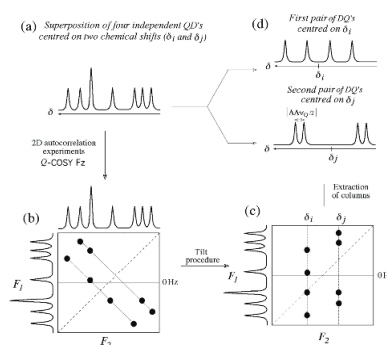 (a) Superposition of four independent QD's
centred on two chemical shifts (δi and δj)
δ
(d) First pair of DQ's
centred on δi
δ
δi
Second pair of DQ's
centred on δj
|ΔΔνQ/2|
δ
δj
2D autocorrelation
experiments
Q-COSY Fz
Extraction
of columns
(b)
F1
0 Hz
F2
Tilt
procedure
(c)
δi δj
F1
0 H
F2